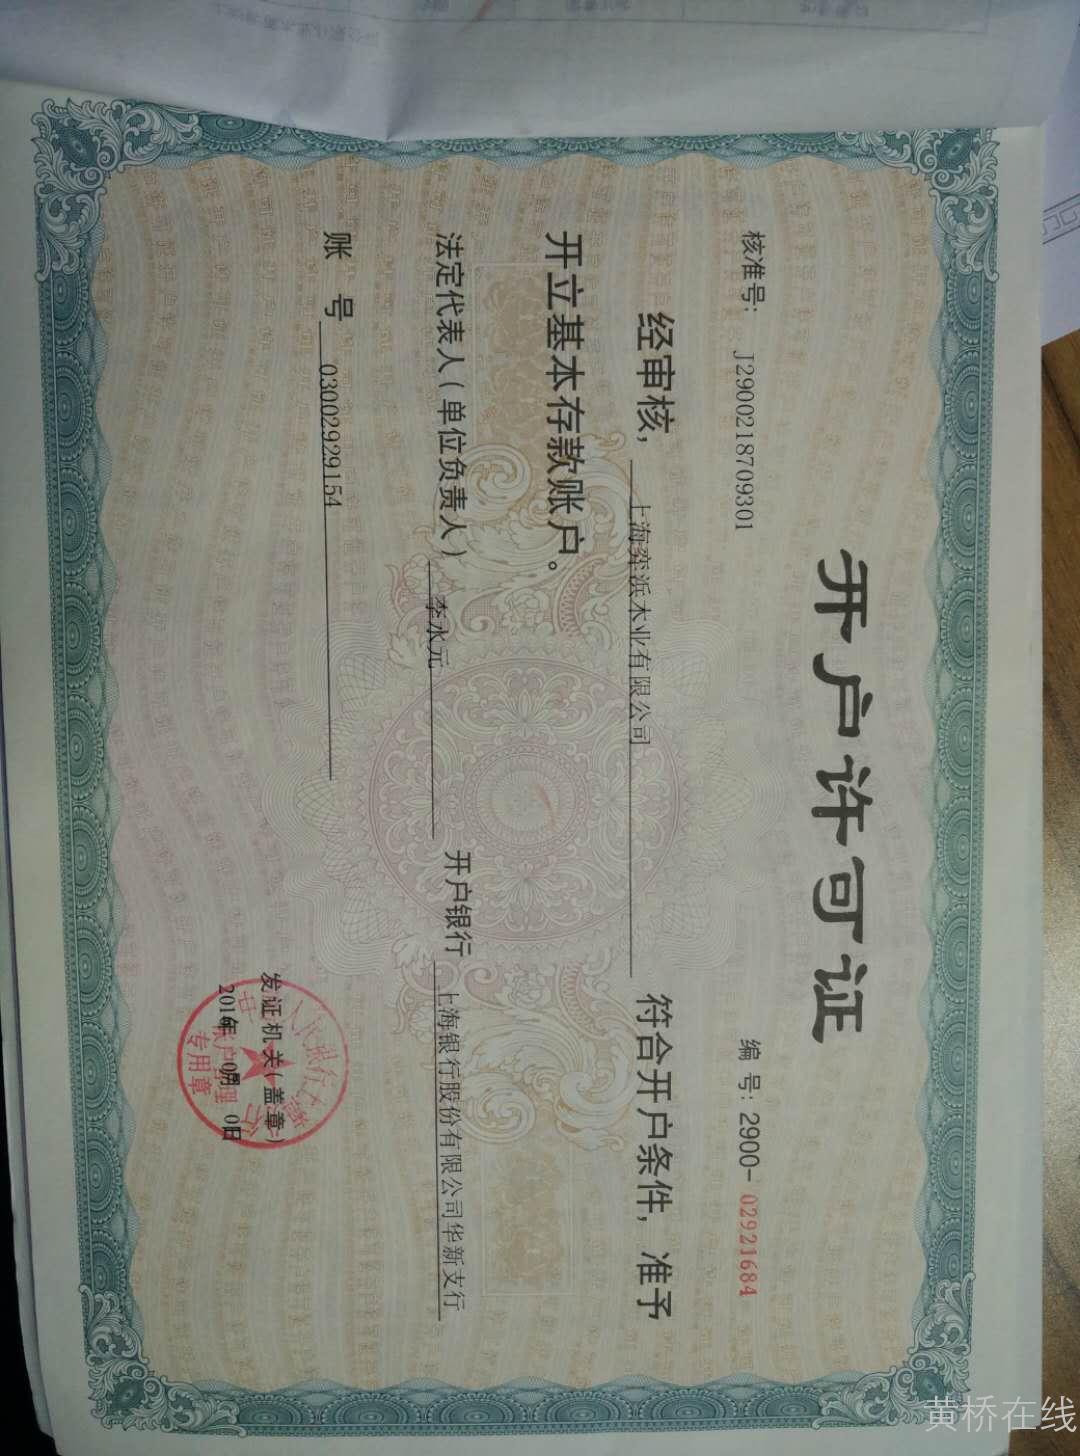 开户许可证
核准号: J2900218709301
编 号: 2900-02921684
经审核, 上海弈浜木业有限公司 符合开户条件, 准予
开立基本存款账户。
法定代表人(单位负责人) 李水元 开户银行 上海银行股份有限公司华新支行
账 号 03002929154
发证机关(盖章)
专用章
黄桥在线